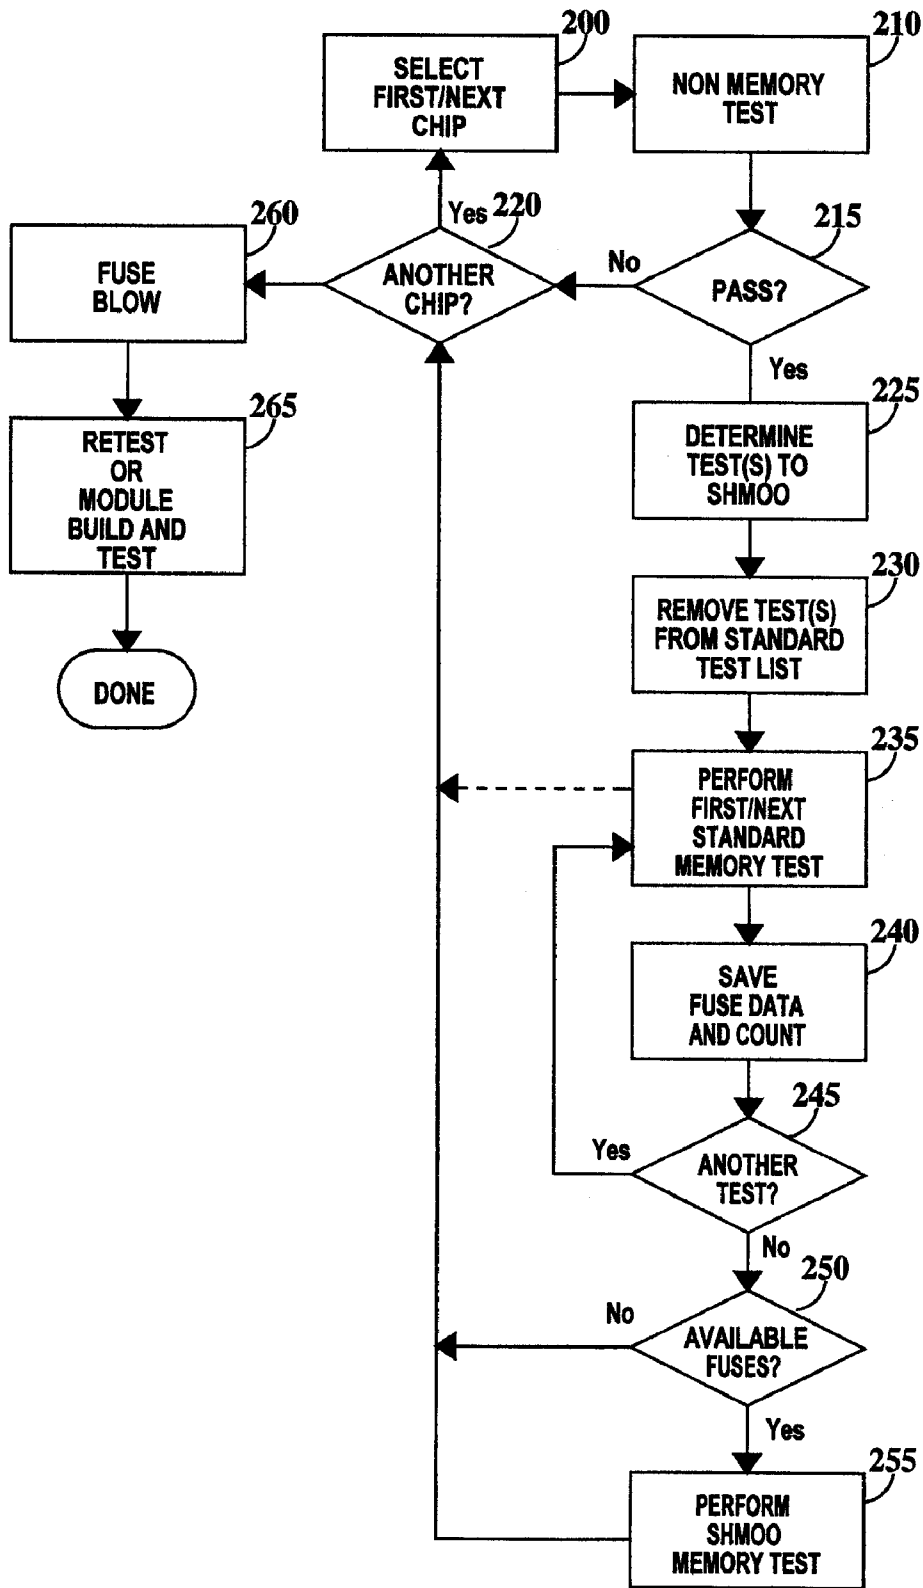 200
SELECT
FIRST/NEXT
CHIP
210
NON MEMORY
TEST
Yes
220
ANOTHER
CHIP?
No
215
PASS?
Yes
260
FUSE
BLOW
265
RETEST
OR
MODULE
BUILD AND
TEST
DONE
225
DETERMINE
TEST(S) TO
SHMOO
230
REMOVE TEST(S)
FROM STANDARD
TEST LIST
235
PERFORM
FIRST/NEXT
STANDARD
MEMORY TEST
240
SAVE
FUSE DATA
AND COUNT
245
Yes
ANOTHER
TEST?
No
250
No
AVAILABLE
FUSES?
Yes
255
PERFORM
SHMOO
MEMORY TEST